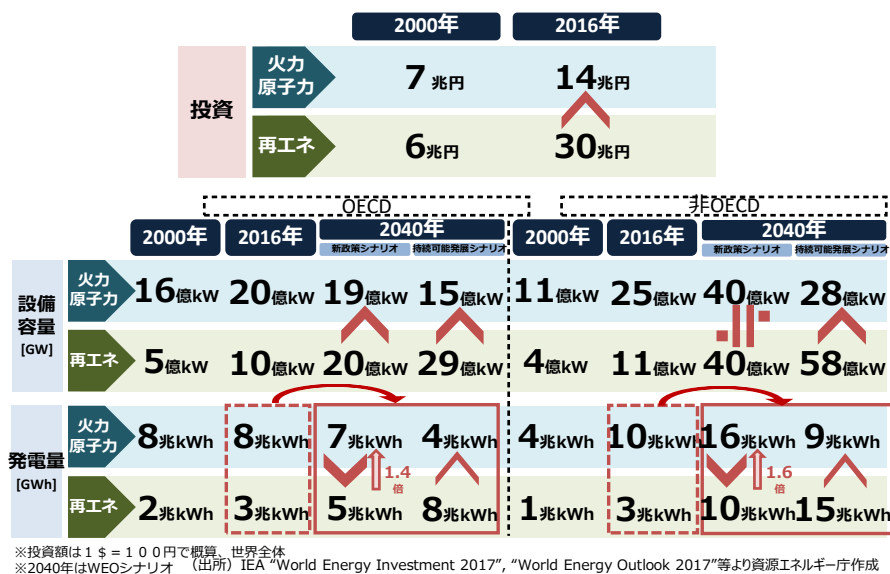 2000年 2016年
火力
原子力
7 兆円 14兆円
投資
再エネ 6兆円 30兆円
OECD 非OECD
2000年 2016年 2040年 2000年 2016年 2040年
新政策シナリオ 持続可能発展シナリオ 新政策シナリオ 持続可能発展シナリオ
設備
容量
[GW]
火力
原子力
16億kW 20億kW 19億kW 15億kW 11億kW 25億kW 40億kW 28億kW
再エネ 5億kW 10億kW 20億kW 29億kW 4億kW 11億kW 40億kW 58億kW
発電量
[GWh]
火力
原子力
8兆kWh 8兆kWh 7兆kWh 4兆kWh 4兆kWh 10兆kWh 16兆kWh 9兆kWh
1.4
倍
1.6
倍
再エネ 2兆kWh 3兆kWh 5兆kWh 8兆kWh 1兆kWh 3兆kWh 10兆kWh 15兆kWh
※投資額は1$=100円で概算、世界全体
※2040年はWEOシナリオ (出所)IEA “World Energy Investment 2017”, “World Energy Outlook 2017”等より資源エネルギー庁作成